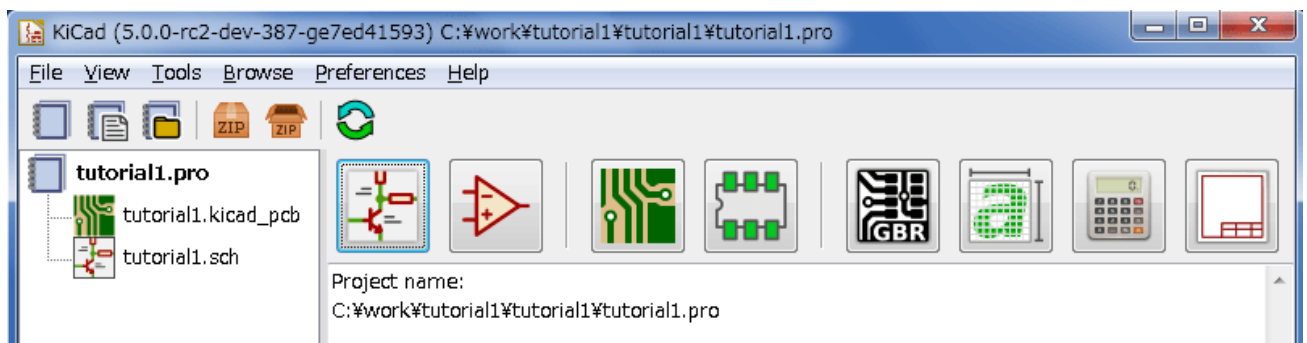 KiCad (5.0.0-rc2-dev-387-ge7ed41593) C:¥work¥tutorial1¥tutorial1¥tutorial1.pro
File View Tools Browse Preferences Help
ZIP ZIP
tutorial1.pro
tutorial1.kicad_pcb
tutorial1.sch
GBR
a
0.
Project name:
C:¥work¥tutorial1¥tutorial1¥tutorial1.pro